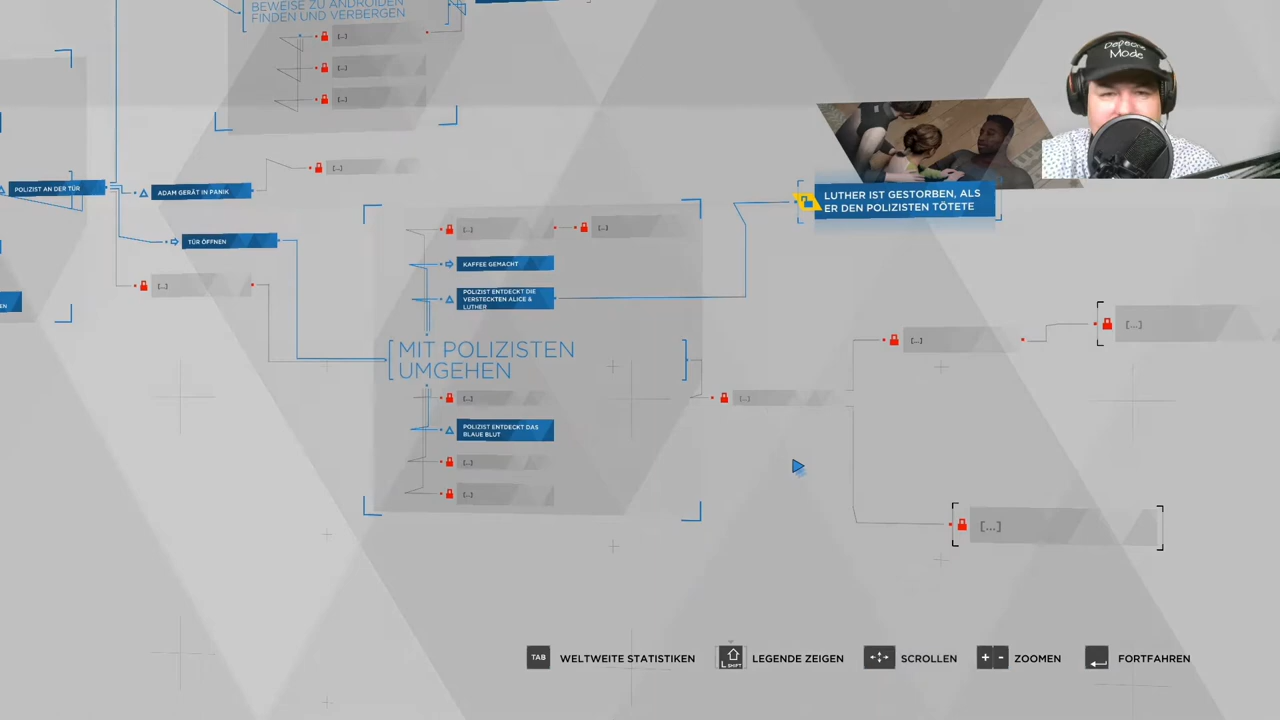 BEWEISE ZU ANDROIDEN
FINDEN UND VERBERGEN
[...]
[...]
[...]
Depeche
Mode
[...]
POLIZIST AN DER TÜR
ADAM GERÄT IN PANIK
LUTHER IST GESTORBEN, ALS
ER DEN POLIZISTEN TÖTETE
[...]
[...]
TÜR ÖFFNEN
KAFFEE GEMACHT
[...]
POLIZIST ENTDECKT DIE
VERSTECKTEN ALICE &
LUTHER
EN
[...]
[...]
MIT POLIZISTEN
UMGEHEN
[...]
[...]
POLIZIST ENTDECKT DAS
BLAUE BLUT
[...]
[...]
[...]
TAB WELTWEITE STATISTIKEN
L SHIFT LEGENDE ZEIGEN
SCROLLEN
+ - ZOOMEN
FORTFAHREN